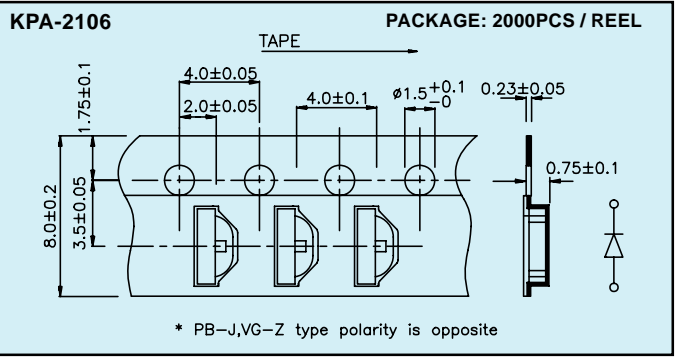 KPA-2106
PACKAGE: 2000PCS / REEL
TAPE
4.0±0.05
2.0±0.05
4.0±0.1
ø1.5+0.1 -0
0.23±0.05
1.75±0.1
0.75±0.1
8.0±0.2
3.5±0.05
* PB-J,VG-Z type polarity is opposite